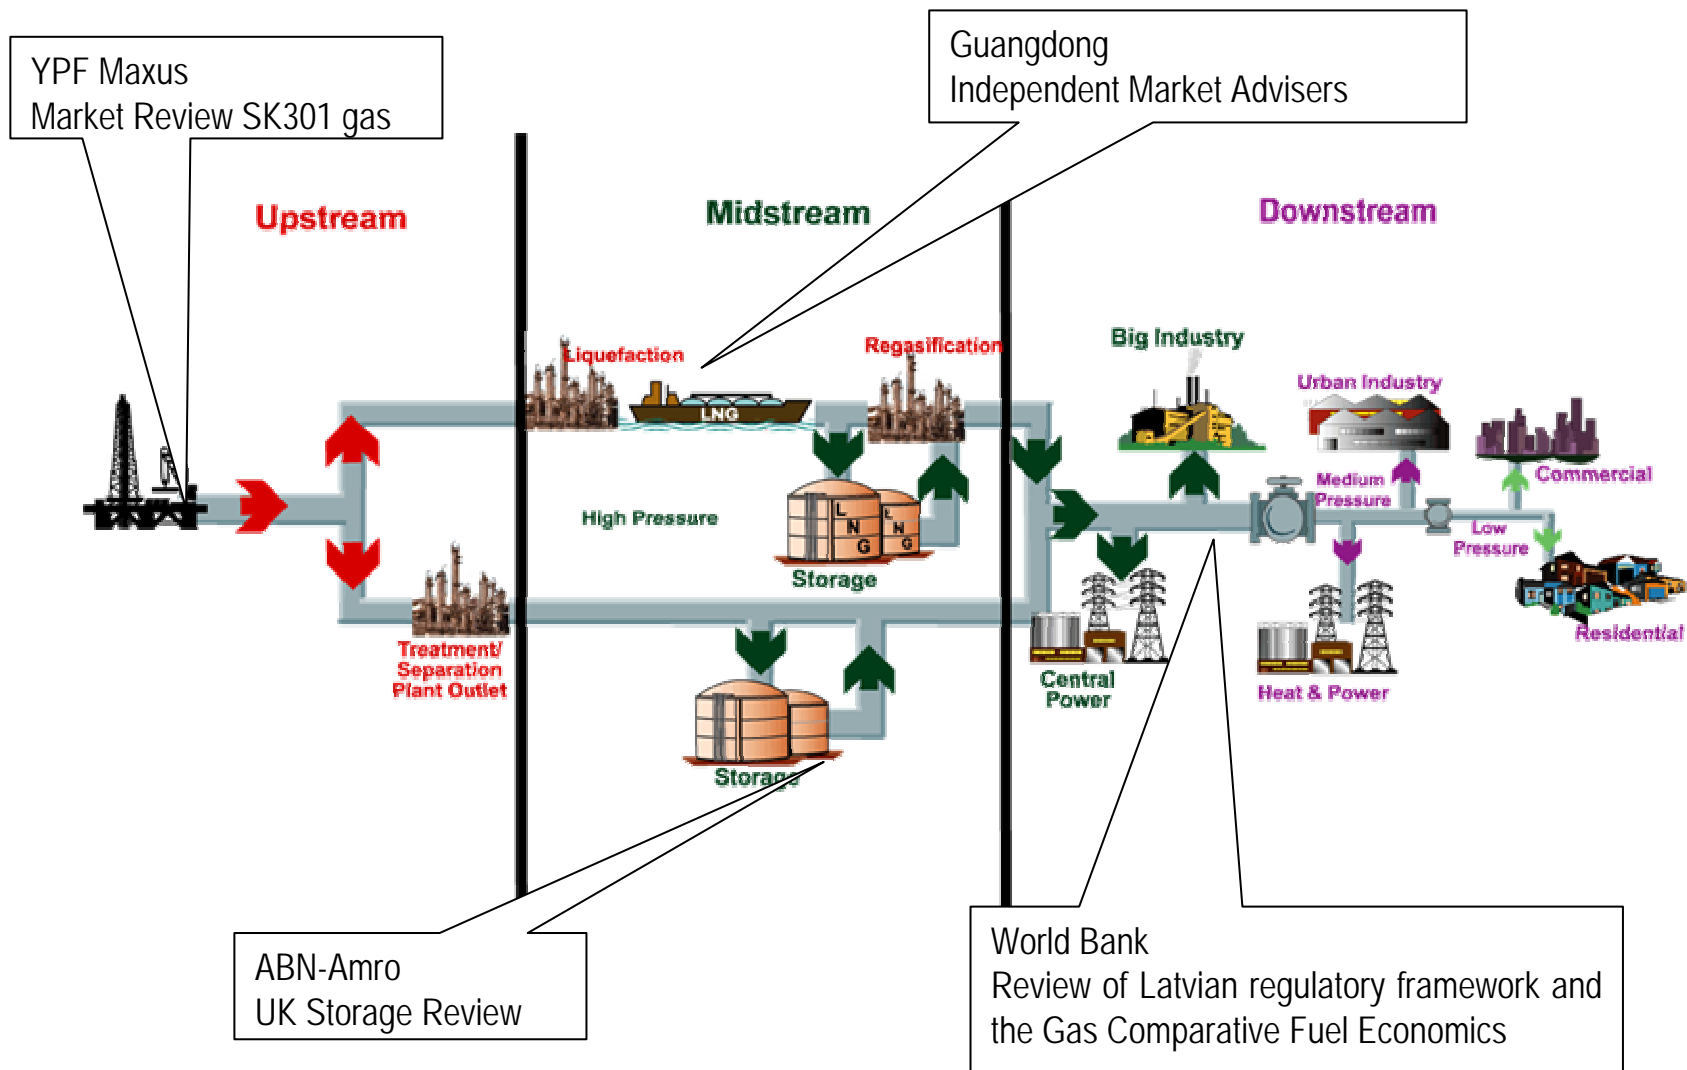 YPF Maxus
Market Review SK301 gas
Guangdong
Independent Market Advisers
Upstream
Midstream
Downstream
Liquefaction
LNG
Regasification
Big Industry
Urban Industry
Commercial
Medium
Pressure
Low
Pressure
High Pressure
L
N
G
L
N
G
Storage
Treatment/
Separation
Plant Outlet
Central
Power
Heat & Power
Residential
Storage
ABN-Amro
UK Storage Review
World Bank
Review of Latvian regulatory framework and
the Gas Comparative Fuel Economics